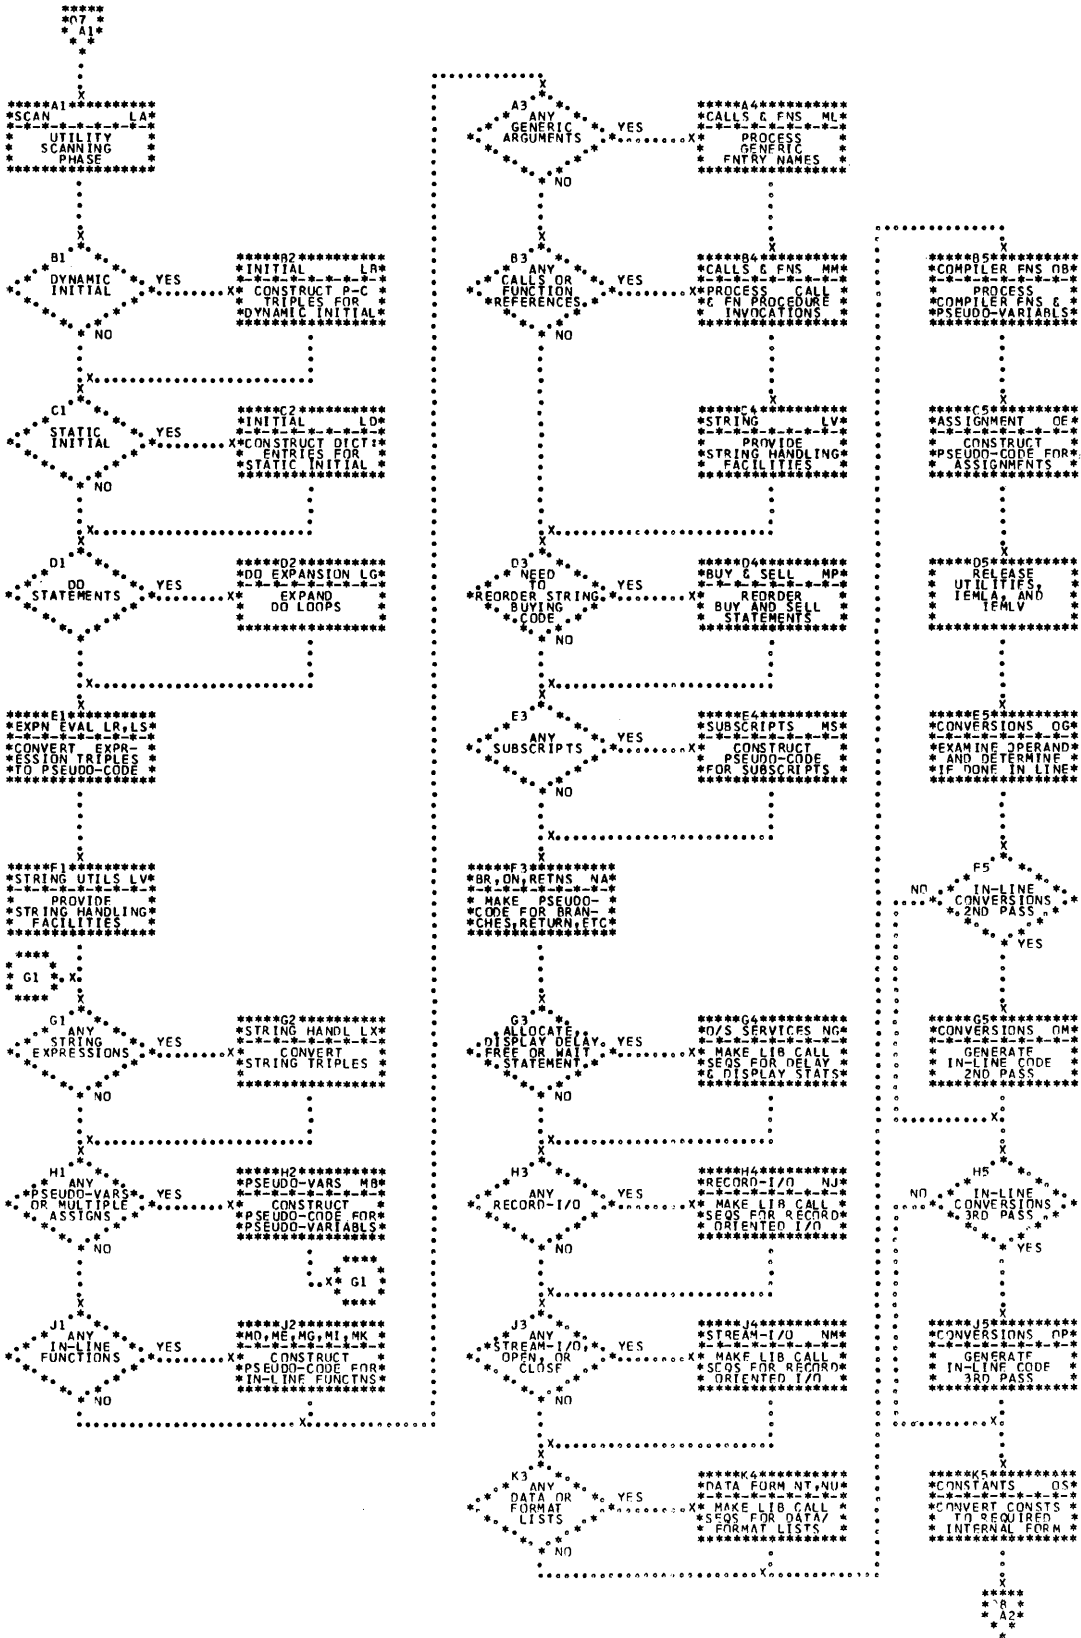 07
A1
A1
SCAN LA
UTILITY
SCANNING
PHASE
B1
DYNAMIC
INITIAL
YES
NO
B2
INITIAL LB
CONSTRUCT P-C
TRIPLES FOR
DYNAMIC INITIAL
C1
STATIC
INITIAL
YES
NO
C2
INITIAL LD
CONSTRUCT DICT.
ENTRIES FOR
STATIC INITIAL
D1
DO
STATEMENTS
YES
D2
DO EXPANSION LG
EXPAND
DO LOOPS
E1
EXPN EVAL LR,LS
CONVERT EXPR-
ESSION TRIPLES
TO PSEUDO-CODE
F1
STRING UTILS LV
PROVIDE
STRING HANDLING
FACILITIES
G1
G1
ANY
STRING
EXPRESSIONS
YES
NO
G2
STRING HANDL LX
CONVERT
STRING TRIPLES
H1
ANY
PSEUDO-VARS
OR MULTIPLE
ASSIGNS
YES
NO
H2
PSEUDO-VARS MB
CONSTRUCT
PSEUDO-CODE FOR
PSEUDO-VARIABLS
G1
J1
ANY
IN-LINE
FUNCTIONS
YES
NO
J2
MD,ME,MG,MI,MK
CONSTRUCT
PSEUDO-CODE FOR
IN-LINE FUNCTNS
A3
ANY
GENERIC
ARGUMENTS
YES
NO
A4
CALLS & FNS ML
PROCESS
GENERIC
ENTRY NAMES
B3
ANY
CALLS OR
FUNCTION
REFERENCES
YES
NO
B4
CALLS & FNS MM
PROCESS CALL
& FN PROCEDURE
INVOCATIONS
C4
STRING LV
PROVIDE
STRING HANDLING
FACILITIES
D3
NEED
TO
REORDER STRING
BUYING
CODE
YES
NO
D4
BUY & SELL MP
REORDER
BUY AND SELL
STATEMENTS
E3
ANY
SUBSCRIPTS
YES
NO
E4
SUBSCRIPTS MS
CONSTRUCT
PSEUDO-CODE
FOR SUBSCRIPTS
F3
BR,ON,RETNS NA
MAKE PSEUDO-
CODE FOR BRAN-
CHES,RETURN,ETC
G3
ALLOCATE,
DISPLAY DELAY,
FREE OR WAIT
STATEMENT
YES
NO
G4
O/S SERVICES NG
MAKE LIB CALL
SEQS FOR DELAY
& DISPLAY STATS
H3
ANY
RECORD-I/O
YES
NO
H4
RECORD-I/O NJ
MAKE LIB CALL
SEQS FOR RECORD
ORIENTED I/O
J3
ANY
STREAM-I/O,
OPEN, OR
CLOSE
YES
NO
J4
STREAM-I/O NM
MAKE LIB CALL
SEQS FOR RECORD
ORIENTED I/O
K3
ANY
DATA OR
FORMAT
LISTS
YES
NO
K4
DATA FORM NT,NU
MAKE LIB CALL
SEQS FOR DATA/
FORMAT LISTS
B5
COMPILER FNS OB
PROCESS
COMPILER FNS &
PSEUDO-VARIABLS
C5
ASSIGNMENT OE
CONSTRUCT
PSEUDO-CODE FOR
ASSIGNMENTS
D5
RELEASE
UTILITIES,
IEMLA, AND
IEMLV
E5
CONVERSIONS OG
EXAMINE OPERAND
AND DETERMINE
IF DONE IN LINE
F5
IN-LINE
CONVERSIONS
2ND PASS
NO
YES
G5
CONVERSIONS OM
GENERATE
IN-LINE CODE
2ND PASS
H5
IN-LINE
CONVERSIONS
3RD PASS
NO
YES
J5
CONVERSIONS OP
GENERATE
IN-LINE CODE
3RD PASS
K5
CONSTANTS OS
CONVERT CONSTS
TO REQUIRED
INTERNAL FORM
A2